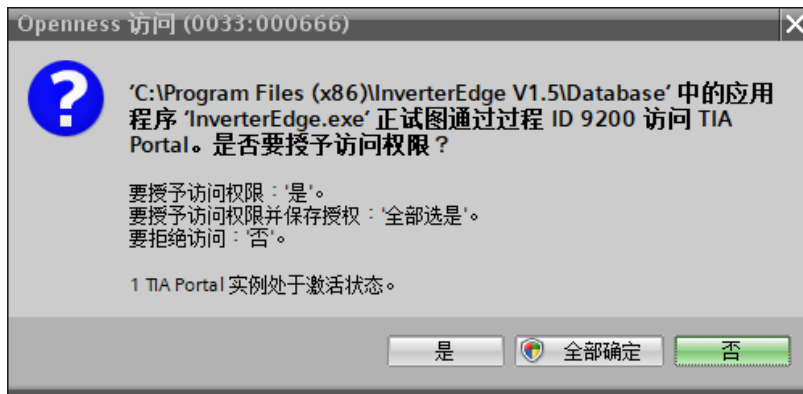 Openness 访问 (0033:000666)
'C:\Program Files (x86)\InverterEdge V1.5\Database' 中的应用
程序 'InverterEdge.exe' 正试图通过过程 ID 9200 访问 TIA
Portal。是否要授予访问权限？
要授予访问权限：'是'。
要授予访问权限并保存授权：'全部选是'。
要拒绝访问：'否'。
1 TIA Portal 实例处于激活状态。
是 全部确定 否